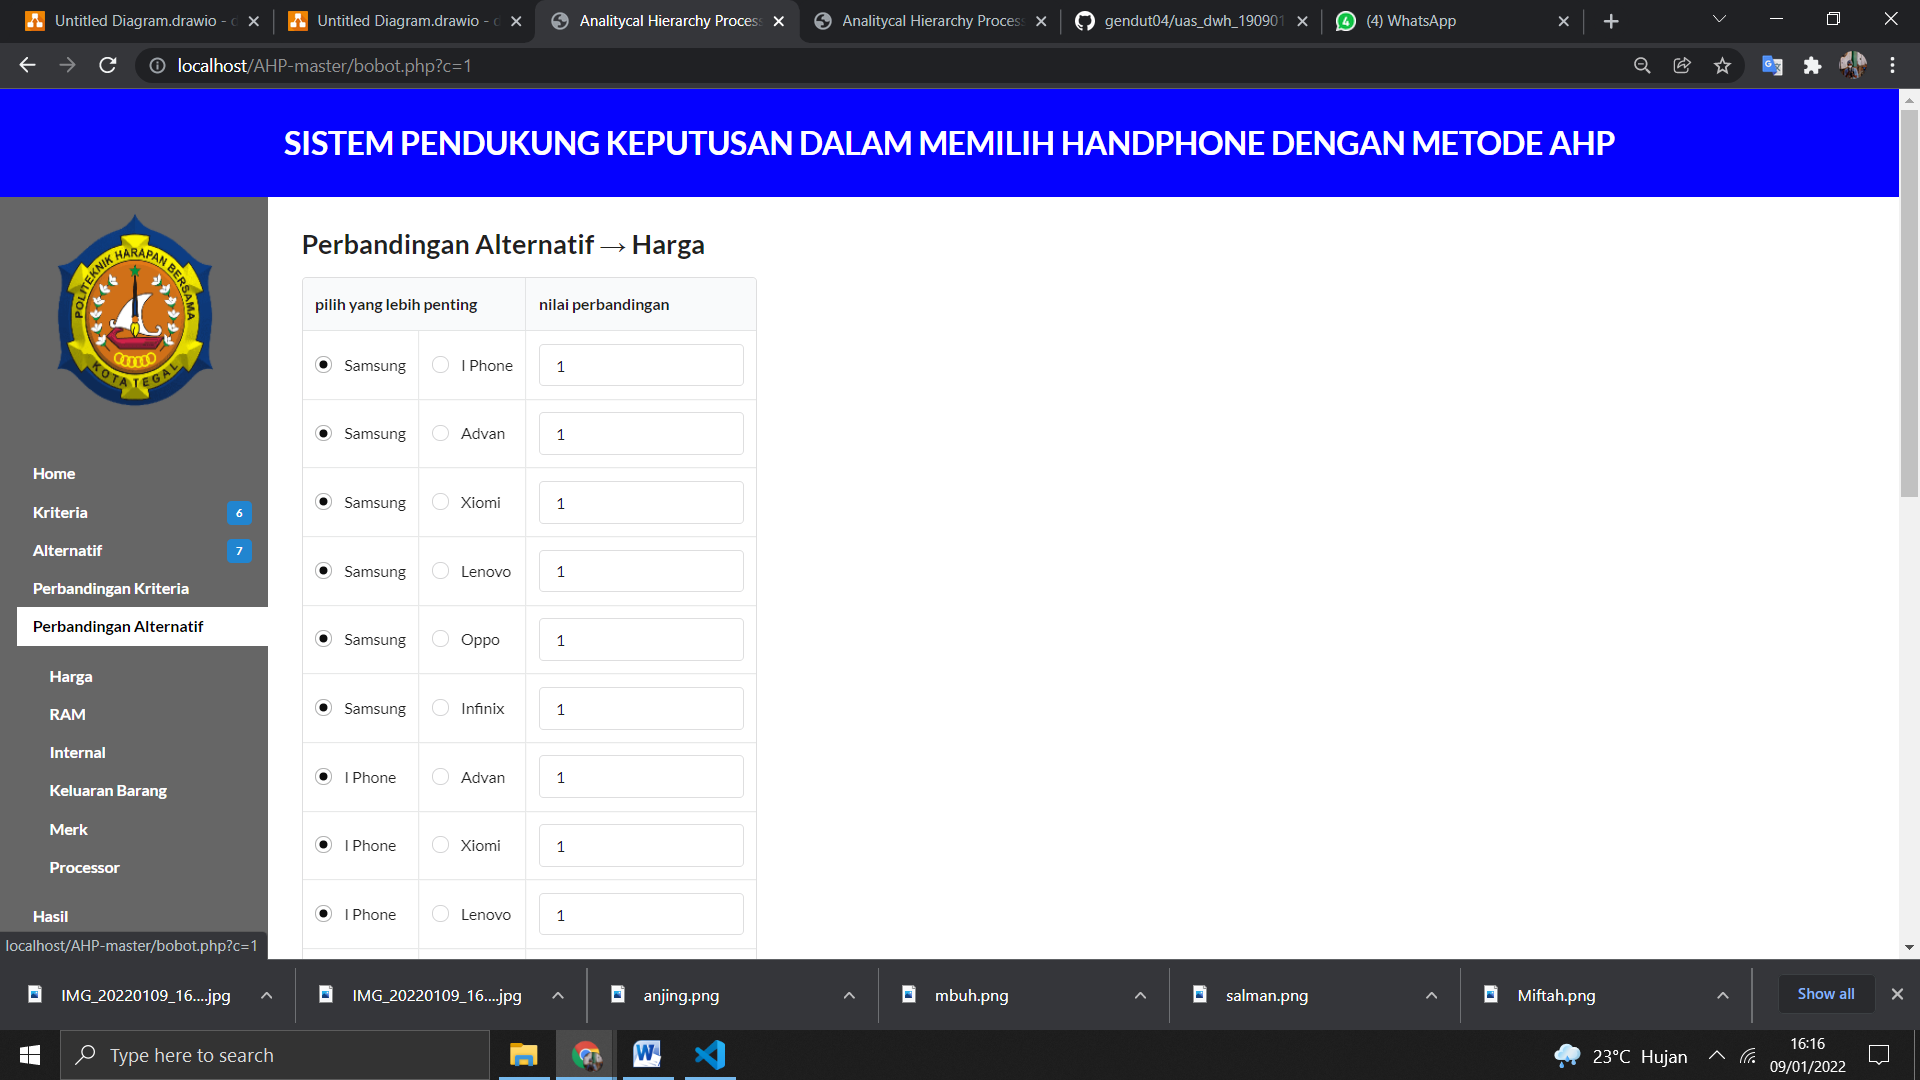 Untitled Diagram.drawio -
Untitled Diagram.drawio -
Analitycal Hierarchy Process
Analitycal Hierarchy Process
gendut04/uas_dwh_190901
(4) WhatsApp
localhost/AHP-master/bobot.php?c=1
SISTEM PENDUKUNG KEPUTUSAN DALAM MEMILIH HANDPHONE DENGAN METODE AHP
POLITEKNIK HARAPAN BERSAMA
KOTA TEGAL
Home
Kriteria 6
Alternatif 7
Perbandingan Kriteria
Perbandingan Alternatif
Harga
RAM
Internal
Keluaran Barang
Merk
Processor
Hasil
localhost/AHP-master/bobot.php?c=1
Perbandingan Alternatif → Harga
pilih yang lebih penting nilai perbandingan
Samsung I Phone 1
Samsung Advan 1
Samsung Xiomi 1
Samsung Lenovo 1
Samsung Oppo 1
Samsung Infinix 1
I Phone Advan 1
I Phone Xiomi 1
I Phone Lenovo 1
IMG_20220109_16....jpg
IMG_20220109_16....jpg
anjing.png
mbuh.png
salman.png
Miftah.png
Show all
Type here to search
23°C Hujan
16:16
09/01/2022